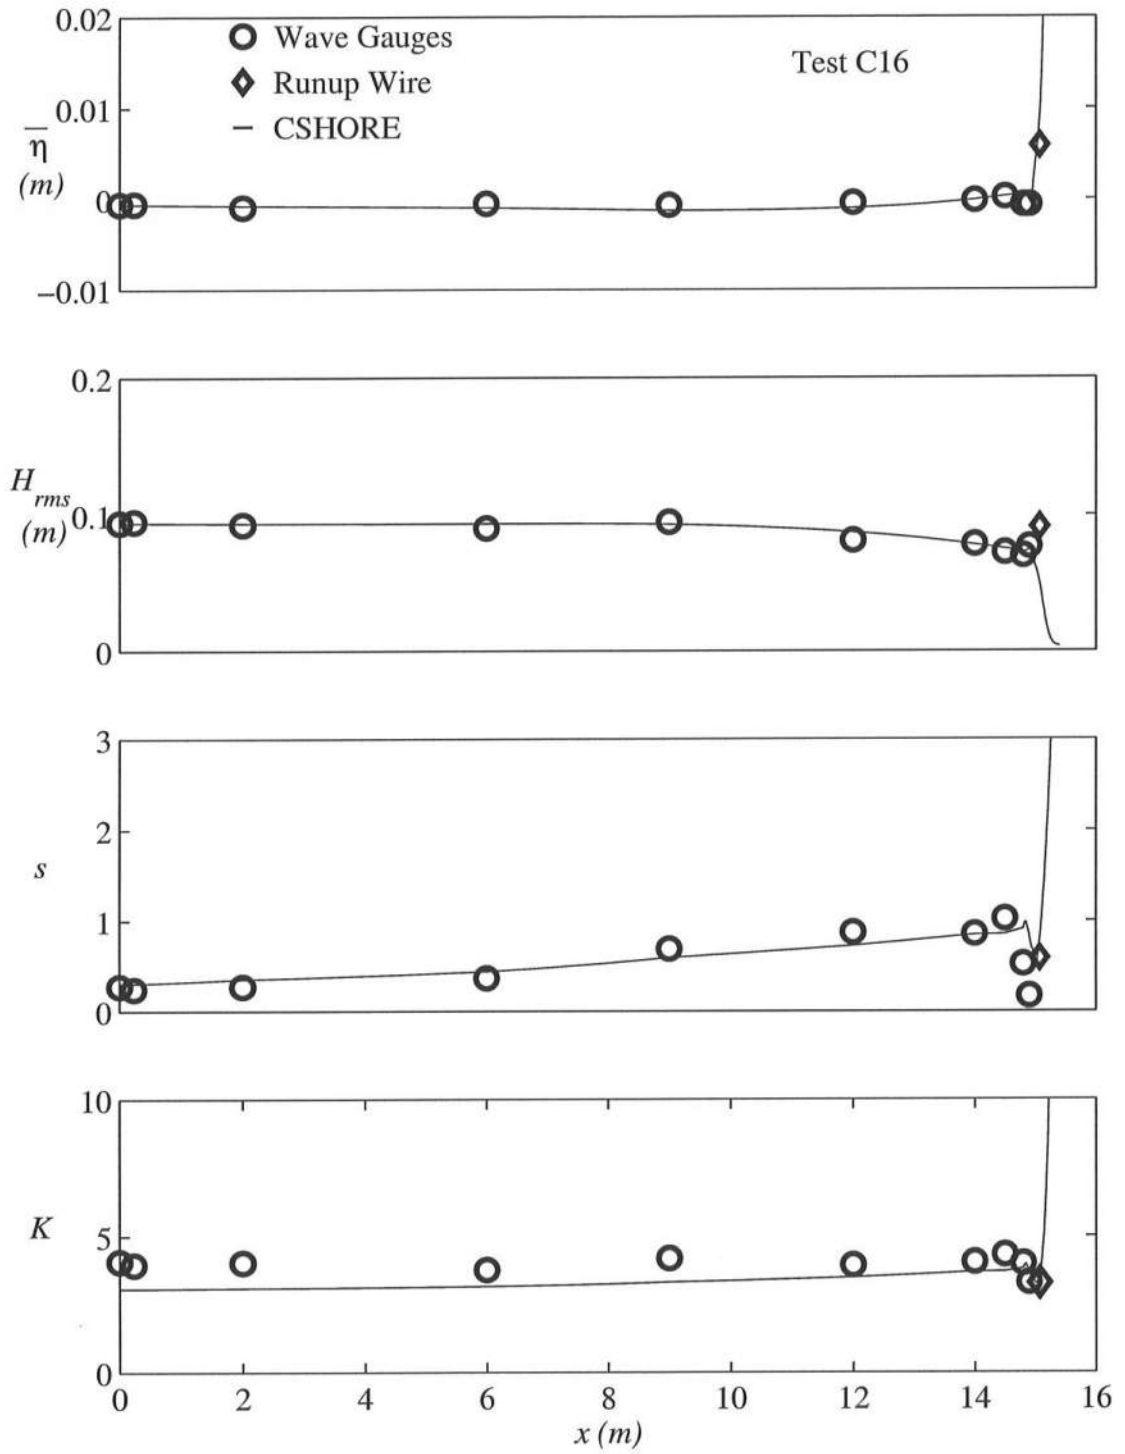 0.02
Wave Gauges
Test C16
Runup Wire
0.01
CSHORE
η
(m)
0
–0.01
0.2
H
rms
(m)
0.1
0
3
2
s
1
0
10
K
5
0
0 2 4 6 8 10 12 14 16
x (m)